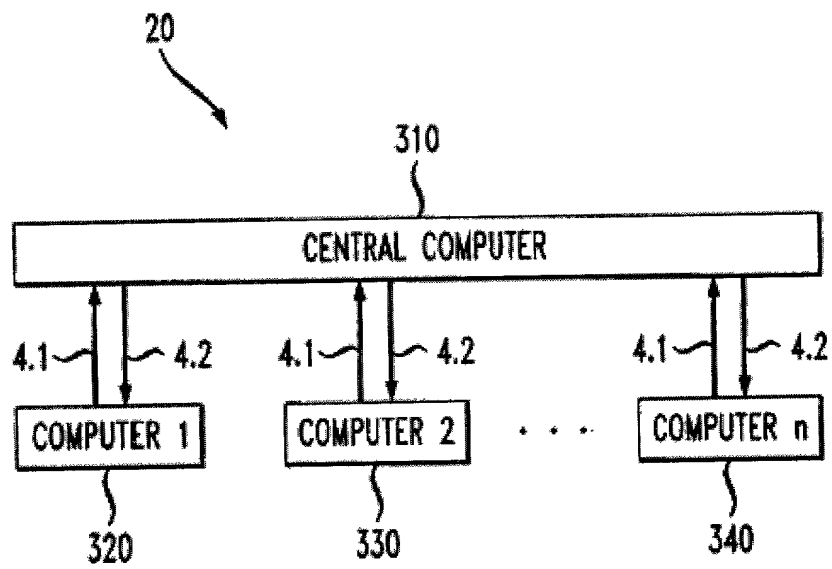 20
310
CENTRAL COMPUTER
4.1 4.2 4.1 4.2 4.1 4.2
COMPUTER 1 COMPUTER 2 . . . COMPUTER n
320 330 340